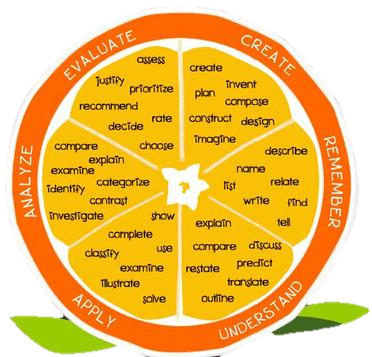 EVALUATE
assess
justify
prioritize
recommend
rate
decide
choose
CREATE
create
invent
plan
compose
construct design
imagine
REMEMBER
describe
name
list relate
write find
tell
UNDERSTAND
explain
compare discuss
restate predict
translate
outline
APPLY
show
complete
classify use
examine
illustrate
solve
ANALYZE
compare
explain
examine
identify categorize
contrast
investigate